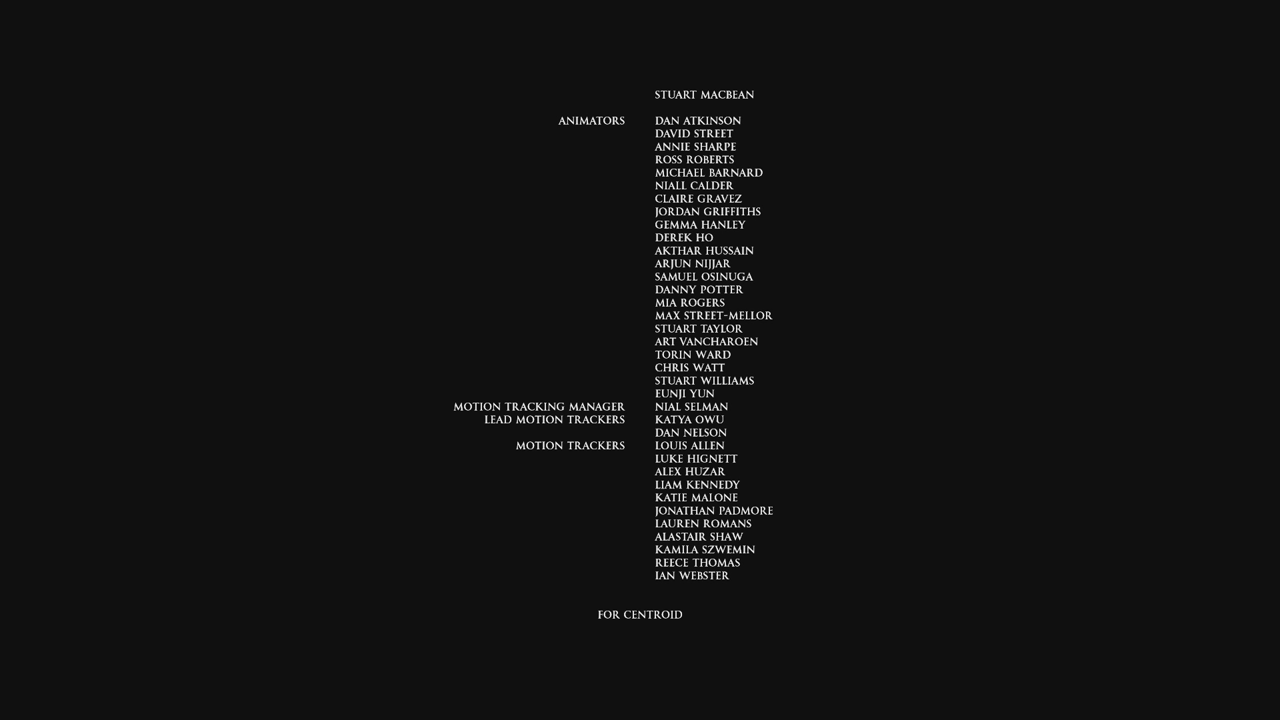 STUART MACBEAN
ANIMATORS DAN ATKINSON
DAVID STREET
ANNIE SHARPE
ROSS ROBERTS
MICHAEL BARNARD
NIALL CALDER
CLAIRE GRAVEZ
JORDAN GRIFFITHS
GEMMA HANLEY
DEREK HO
AKTHAR HUSSAIN
ARJUN NIJJAR
SAMUEL OSINUGA
DANNY POTTER
MIA ROGERS
MAX STREET-MELLOR
STUART TAYLOR
ART VANCHAROEN
TORIN WARD
CHRIS WATT
STUART WILLIAMS
EUNJI YUN
MOTION TRACKING MANAGER NIAL SELMAN
LEAD MOTION TRACKERS KATYA OWU
DAN NELSON
MOTION TRACKERS LOUIS ALLEN
LUKE HIGNETT
ALEX HUZAR
LIAM KENNEDY
KATIE MALONE
JONATHAN PADMORE
LAUREN ROMANS
ALASTAIR SHAW
KAMILA SZWEMIN
REECE THOMAS
IAN WEBSTER
FOR CENTROID